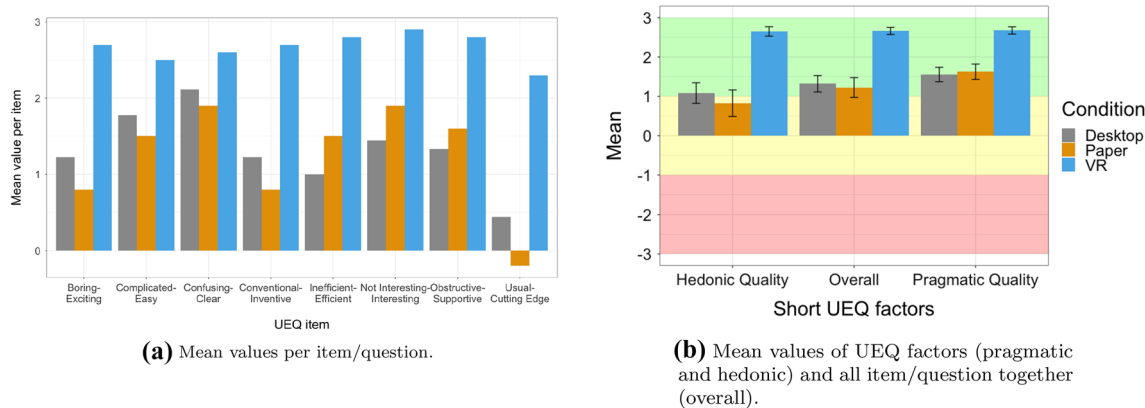 Mean value per item
3
2
1
0
Boring-
Exciting
Complicated-
Easy
Confusing-
Clear
Conventional-
Inventive
Inefficient-
Efficient
Not Interesting-
Interesting
Obstructive-
Supportive
Usual-
Cutting Edge
UEQ item
(a) Mean values per item/question.
Mean
3
2
1
0
-1
-2
-3
Hedonic Quality
Overall
Pragmatic Quality
Short UEQ factors
Condition
Desktop
Paper
VR
(b) Mean values of UEQ factors (pragmatic
and hedonic) and all item/question together
(overall).